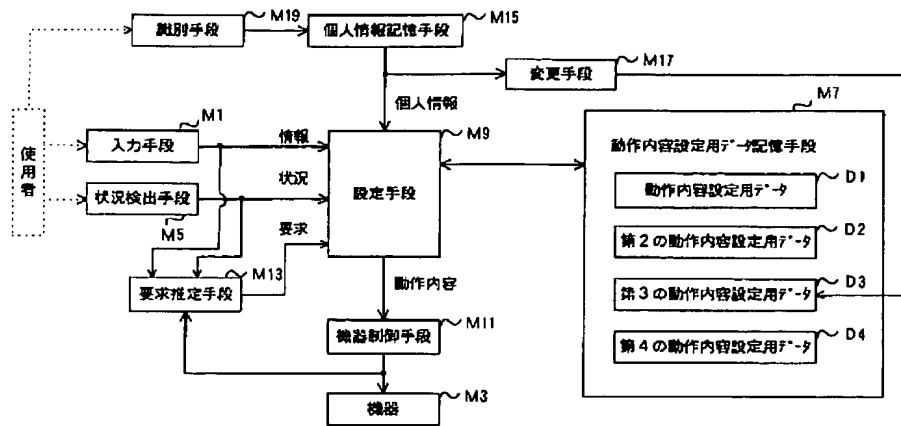 M19
識別手段
M15
個人情報記憶手段
M17
変更手段
個人情報
M7
使用者
M1
入力手段
情報
M9
設定手段
動作内容設定用データ記憶手段
状況検出手段
M5
状況
D1
動作内容設定用データ
要求
D2
第2の動作内容設定用データ
M13
要求推定手段
動作内容
D3
第3の動作内容設定用データ
M11
機器制御手段
D4
第4の動作内容設定用データ
M3
機器